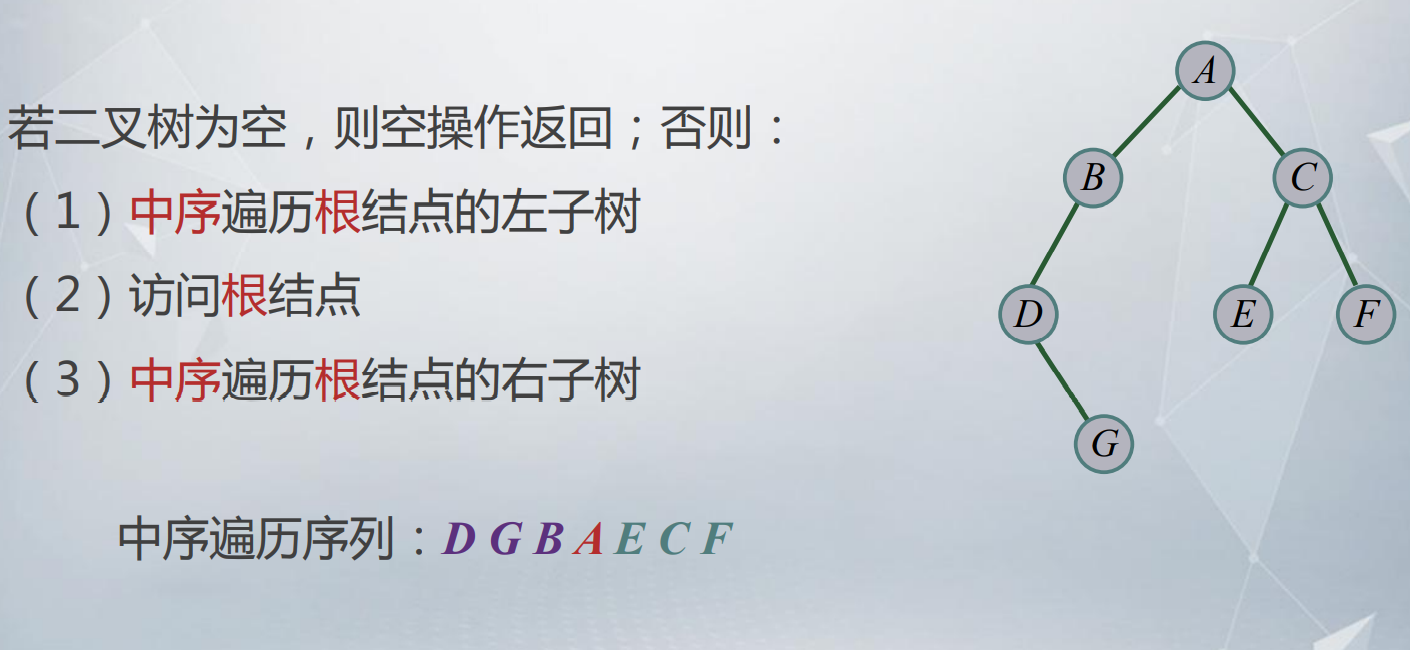 若二叉树为空，则空操作返回；否则：
（1）中序遍历根结点的左子树
（2）访问根结点
（3）中序遍历根结点的右子树
中序遍历序列：D G B A E C F
A
B
C
D
E
F
G